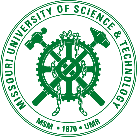 MISSOURI UNIVERSITY OF SCIENCE & TECHNOLOGY
MSM • 1870 • UMR